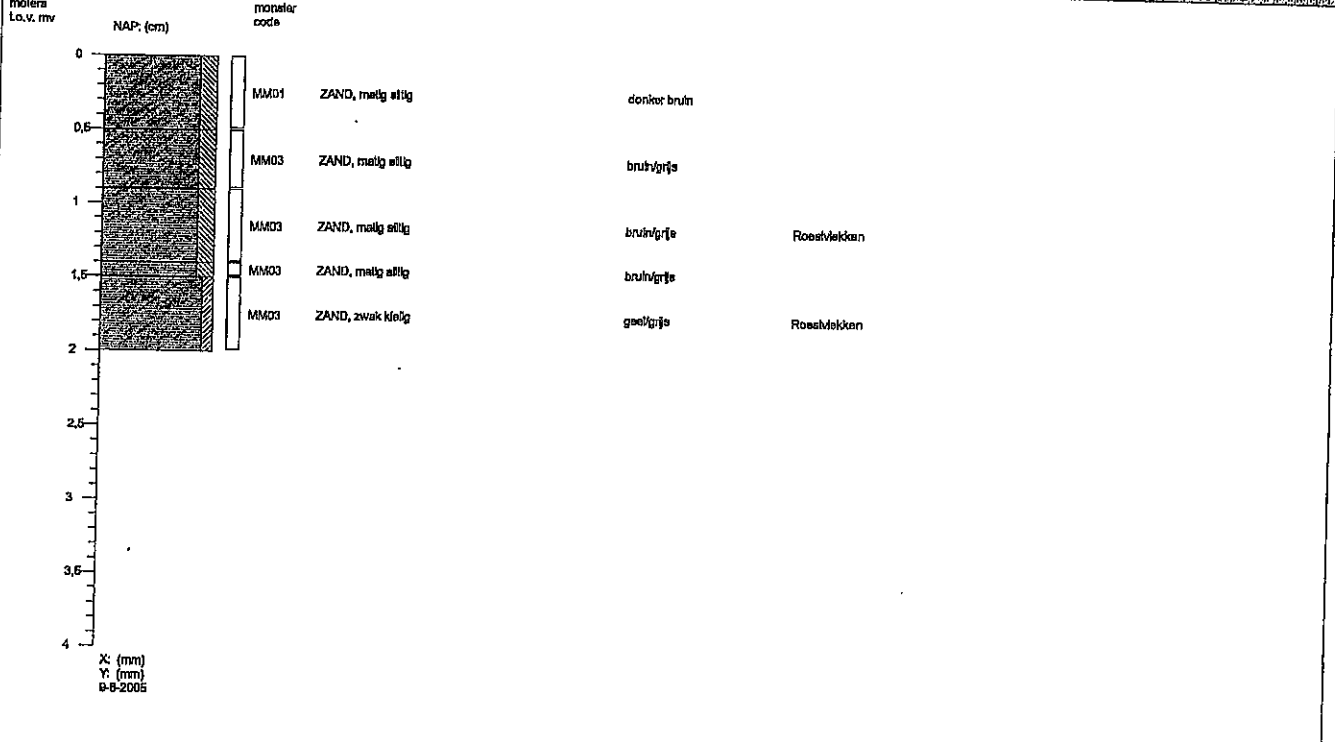 meters
t.o.v. mv
NAP: (cm)
monster
code
0
MM01 ZAND, matig siltig donker bruin
0,5
MM03 ZAND, matig siltig bruin/grijs
1
MM03 ZAND, matig siltig bruin/grijs Roestvlekken
1,5
MM03 ZAND, matig siltig bruin/grijs
MM03 ZAND, zwak kleiig geel/grijs Roestvlekken
2
2,5
3
3,5
4
X: (mm)
Y: (mm)
9-6-2005